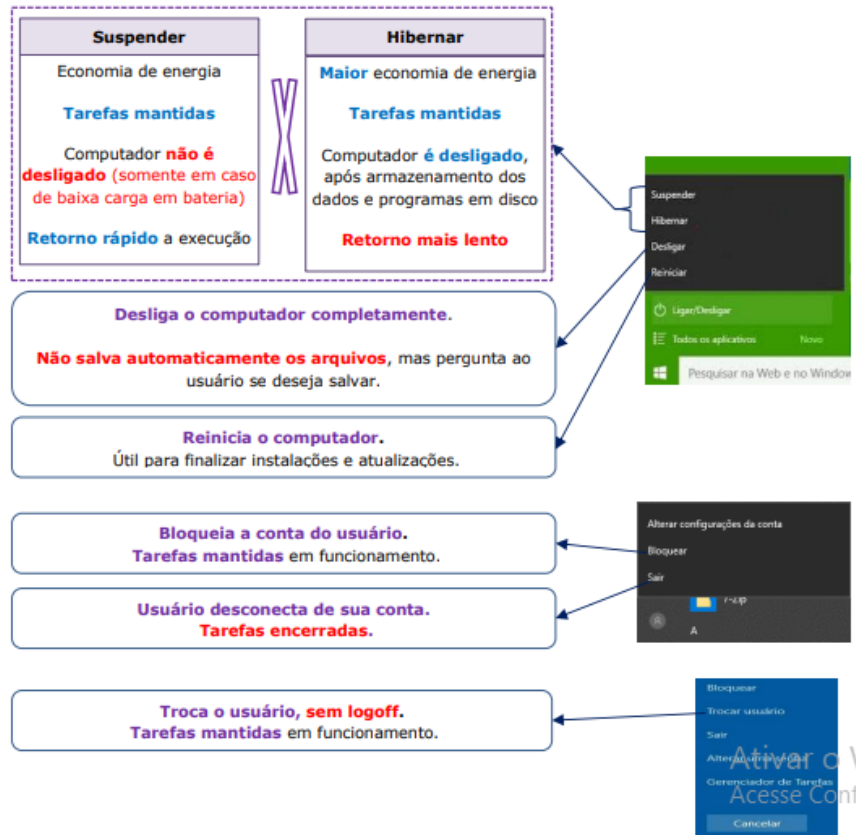 Suspender
Economia de energia
Tarefas mantidas
Computador não é
desligado (somente em caso
de baixa carga em bateria)
Retorno rápido a execução
Hibernar
Maior economia de energia
Tarefas mantidas
Computador é desligado,
após armazenamento dos
dados e programas em disco
Retorno mais lento
Suspender
Hibernar
Desligar
Reiniciar
Ligar/Desligar
Todos os aplicativos Novo
Pesquisar na Web e no Window
Desliga o computador completamente.
Não salva automaticamente os arquivos, mas pergunta ao
usuário se deseja salvar.
Reinicia o computador.
Útil para finalizar instalações e atualizações.
Bloqueia a conta do usuário.
Tarefas mantidas em funcionamento.
Usuário desconecta de sua conta.
Tarefas encerradas.
Alterar configurações da conta
Bloquear
Sair
7-Zip
A
Troca o usuário, sem logoff.
Tarefas mantidas em funcionamento.
Bloquear
Trocar usuário
Sair
Alterar uma senha
Gerenciador de Tarefas
Cancelar
Ativar o
Acesse Conf